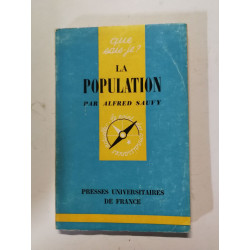 que
sais-je?
LA
POPULATION
PAR ALFRED SAUVY
PRESSES UNIVERSITAIRES
DE FRANCE